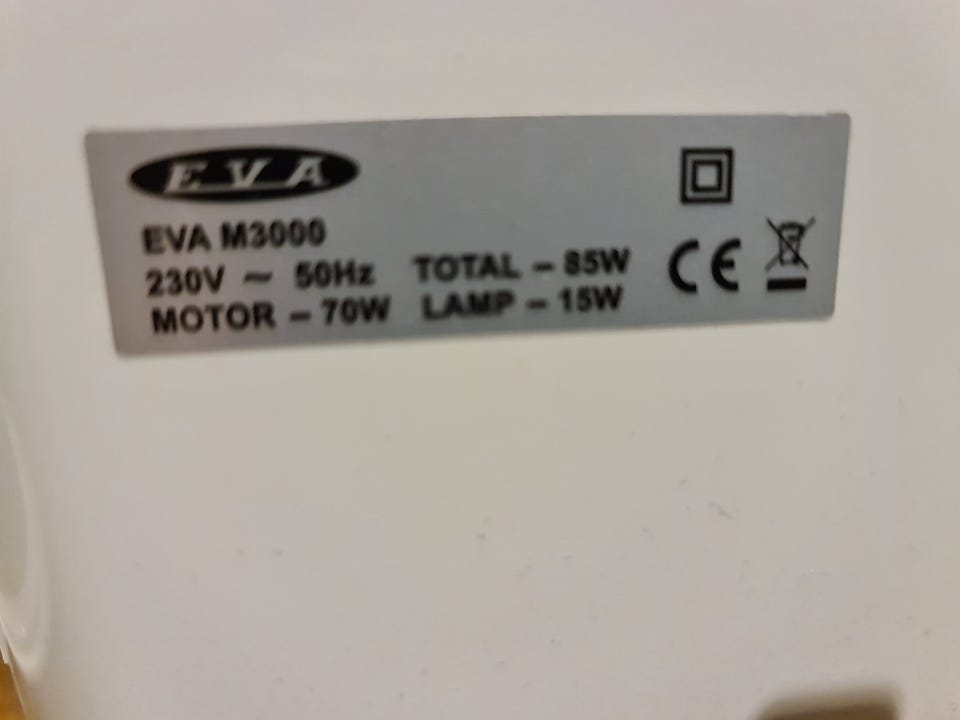 EVA
EVA M3000
230V ~ 50Hz TOTAL – 85W
MOTOR – 70W LAMP – 15W
CE